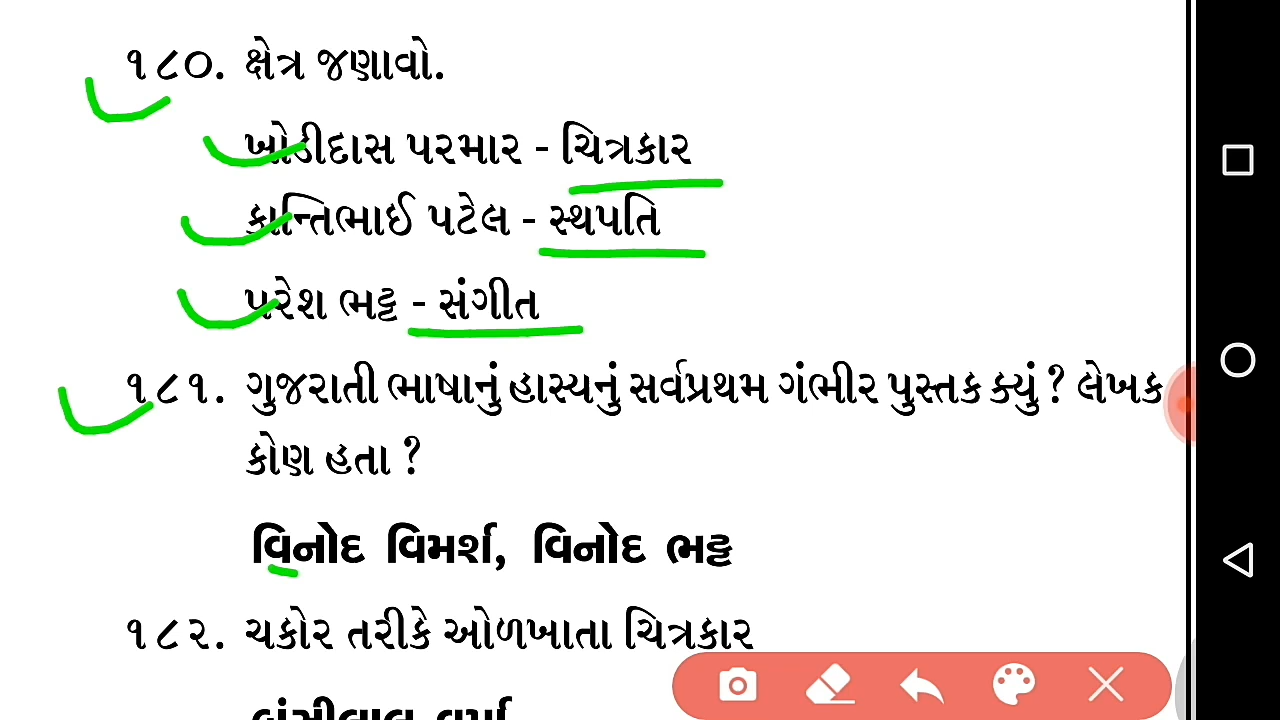 ૧૮૦. ક્ષેત્ર જણાવો.
ખોડીદાસ પરમાર - ચિત્રકાર
કાન્તિભાઈ પટેલ - સ્થપતિ
પરેશ ભટ્ટ - સંગીત
૧૮૧. ગુજરાતી ભાષાનું હાસ્યનું સર્વપ્રથમ ગંભીર પુસ્તક ક્યું ? લેખક
કોણ હતા ?
વિનોદ વિમર્શ, વિનોદ ભટ્ટ
૧૮૨. ચકોર તરીકે ઓળખાતા ચિત્રકાર